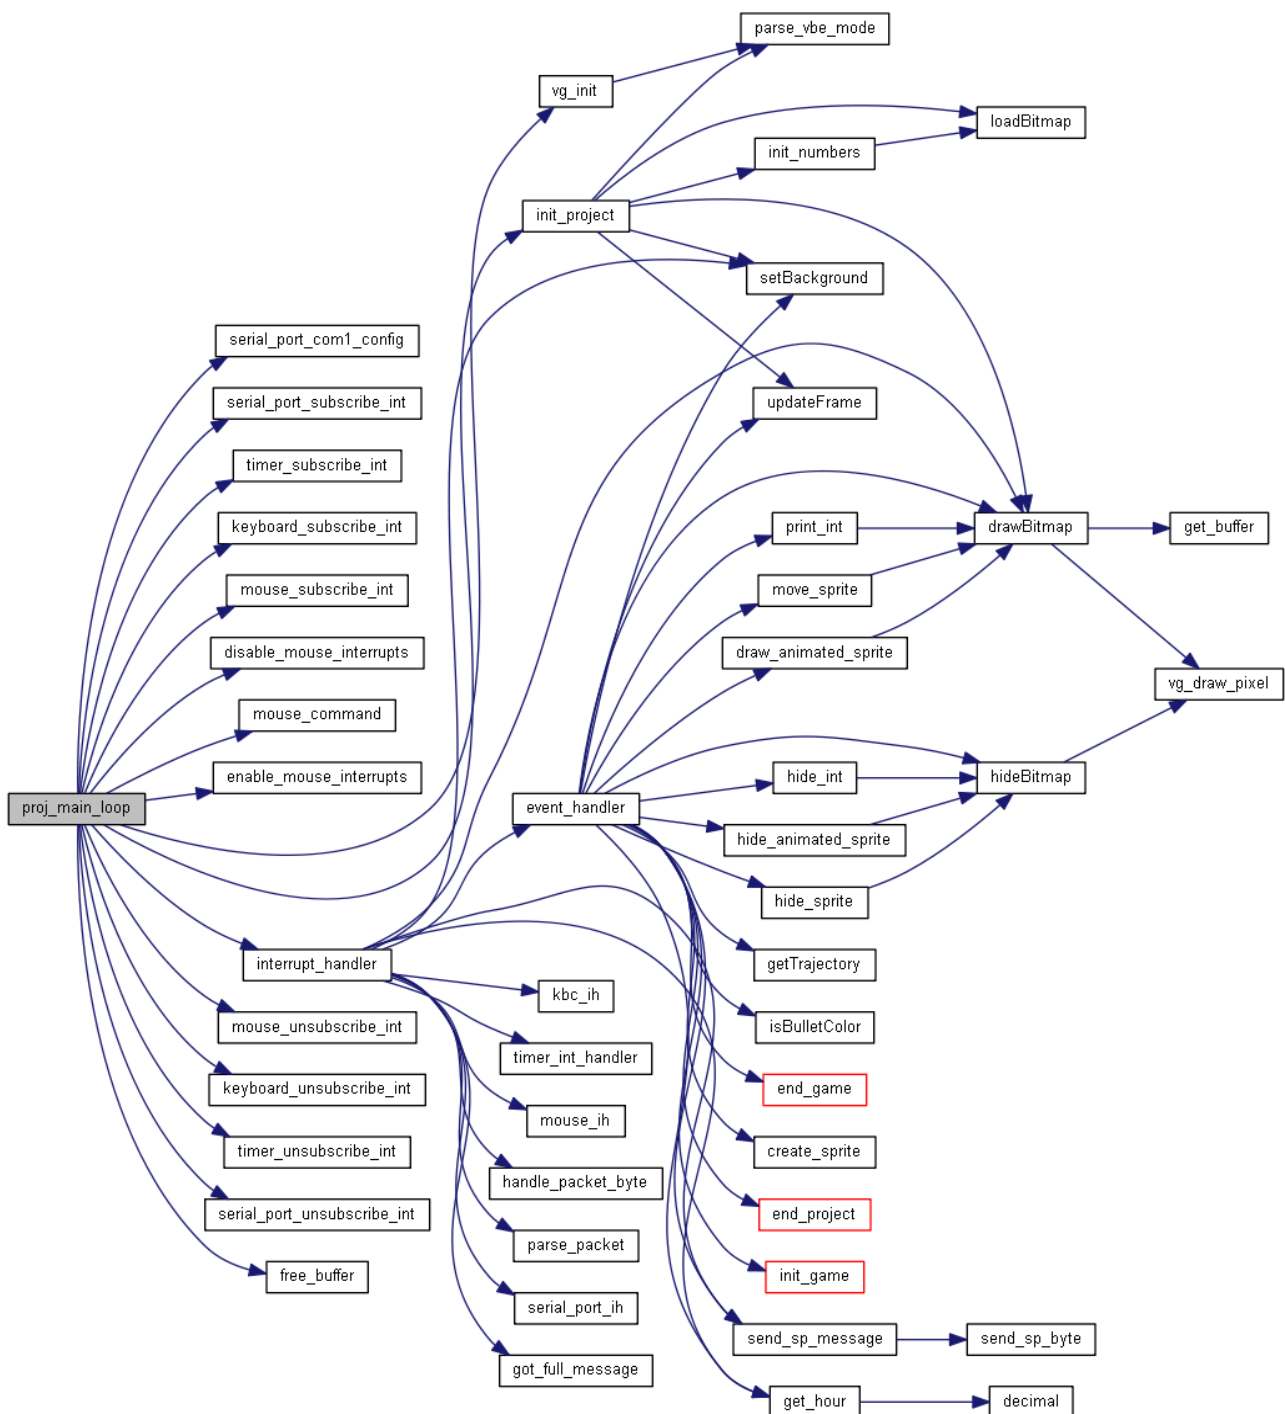 parse_vbe_mode
vg_init
loadBitmap
init_numbers
init_project
setBackground
serial_port_com1_config
serial_port_subscribe_int
updateFrame
timer_subscribe_int
keyboard_subscribe_int
print_int
drawBitmap
get_buffer
mouse_subscribe_int
move_sprite
disable_mouse_interrupts
draw_animated_sprite
vg_draw_pixel
mouse_command
enable_mouse_interrupts
hide_int
hideBitmap
proj_main_loop
event_handler
hide_animated_sprite
hide_sprite
interrupt_handler
getTrajectory
kbc_ih
mouse_unsubscribe_int
isBulletColor
timer_int_handler
keyboard_unsubscribe_int
end_game
mouse_ih
timer_unsubscribe_int
create_sprite
handle_packet_byte
serial_port_unsubscribe_int
end_project
parse_packet
free_buffer
init_game
serial_port_ih
send_sp_message
send_sp_byte
got_full_message
get_hour
decimal